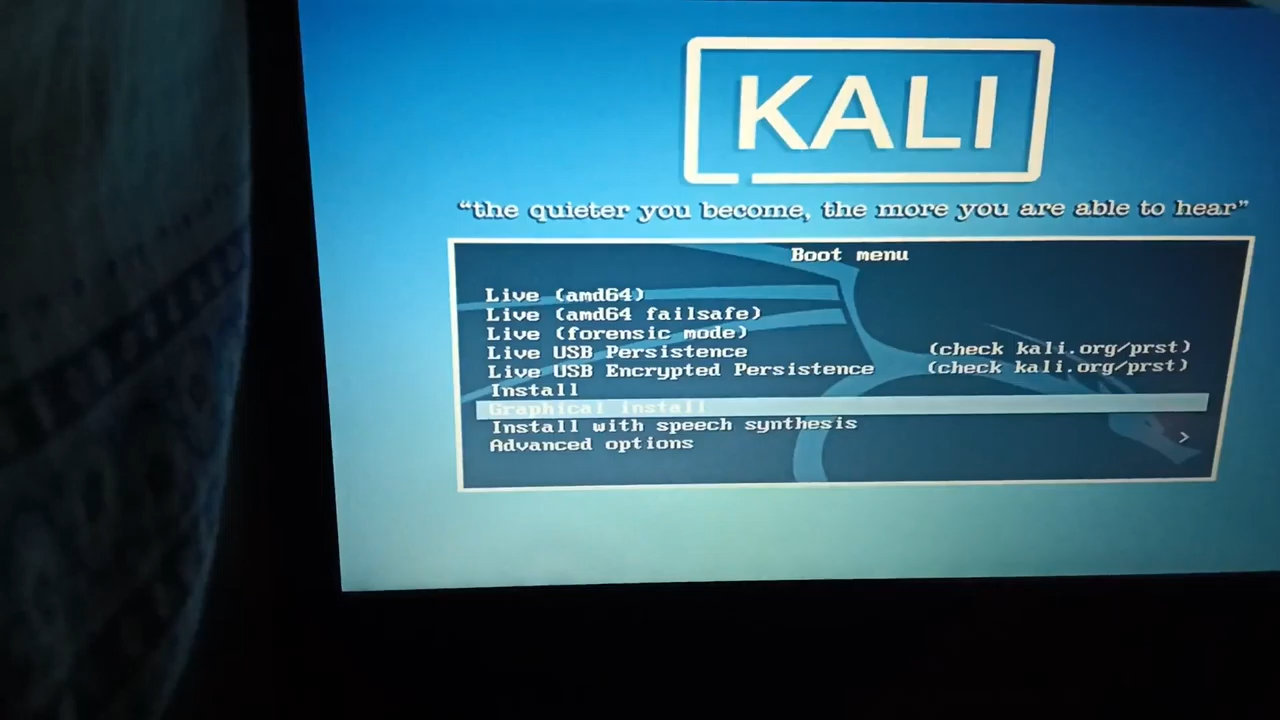 KALI
“the quieter you become, the more you are able to hear”
Boot menu
Live (amd64)
Live (amd64 failsafe)
Live (forensic mode)
Live USB Persistence (check kali.org/prst)
Live USB Encrypted Persistence (check kali.org/prst)
Install
Graphical install
Install with speech synthesis
Advanced options >